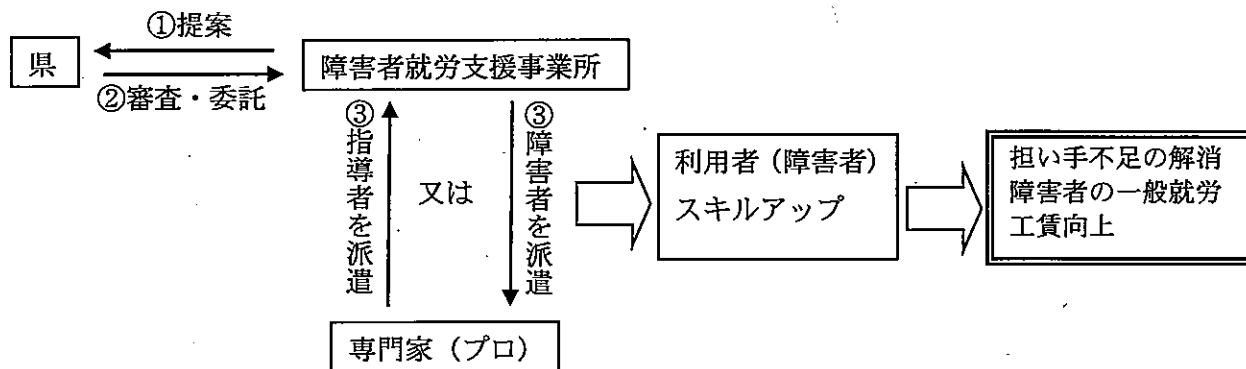 ①提案
県
障害者就労支援事業所
②審査・委託
③指導者を派遣
又は
③障害者を派遣
利用者（障害者）
スキルアップ
担い手不足の解消
障害者の一般就労
工賃向上
専門家（プロ）